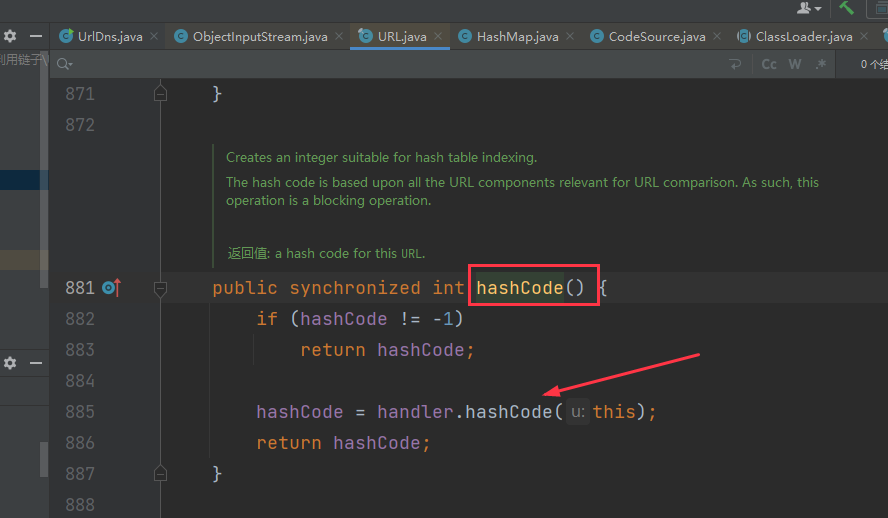 UrlDns.java × ObjectInputStream.java × URL.java × HashMap.java × CodeSource.java × ClassLoader.java ×
利用链子\
Cc W .* 0 个结
871 }
872
Creates an integer suitable for hash table indexing.
The hash code is based upon all the URL components relevant for URL comparison. As such, this
operation is a blocking operation.
返回值: a hash code for this URL.
881 public synchronized int hashCode() {
882 if (hashCode != -1)
883 return hashCode;
884
885 hashCode = handler.hashCode( u: this);
886 return hashCode;
887 }
888